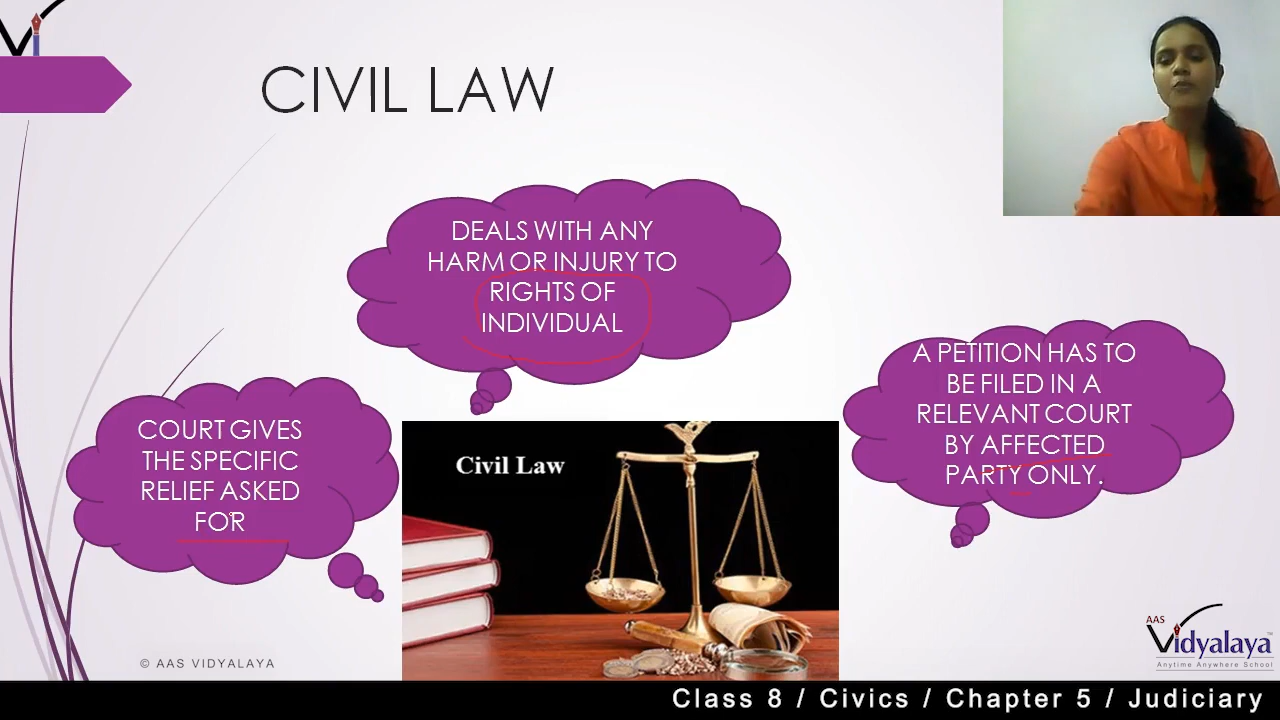 CIVIL LAW
DEALS WITH ANY
HARM OR INJURY TO
RIGHTS OF
INDIVIDUAL
A PETITION HAS TO
BE FILED IN A
RELEVANT COURT
BY AFFECTED
PARTY ONLY.
COURT GIVES
THE SPECIFIC
RELIEF ASKED
FOR
Civil Law
© AAS VIDYALAYA
AAS
Vidyalaya
Anytime Anywhere School
Class 8 / Civics / Chapter 5 / Judiciary